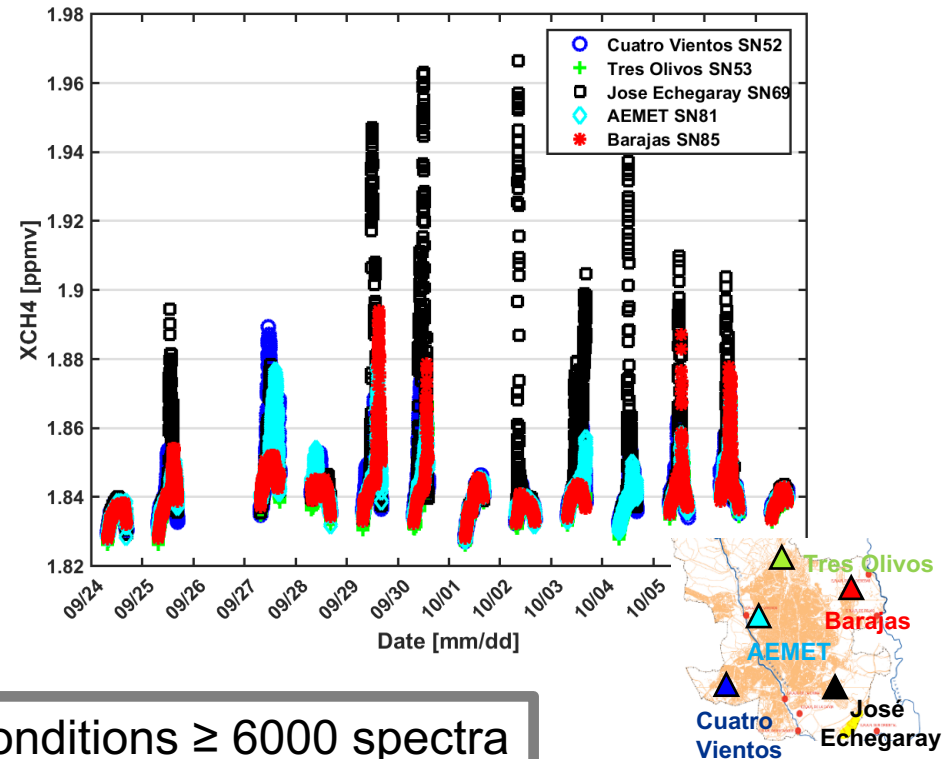 1.98
1.96
1.94
1.92
1.9
1.88
1.86
1.84
1.82
XCH4 [ppmv]
Cuatro Vientos SN52
Tres Olivos SN53
Jose Echegaray SN69
AEMET SN81
Barajas SN85
09/24
09/25
09/26
09/27
09/28
09/29
09/30
10/01
10/02
10/03
10/04
10/05
Date [mm/dd]
Tres Olivos
Barajas
AEMET
Cuatro
Vientos
José
Echegaray
onditions ≥ 6000 spectra